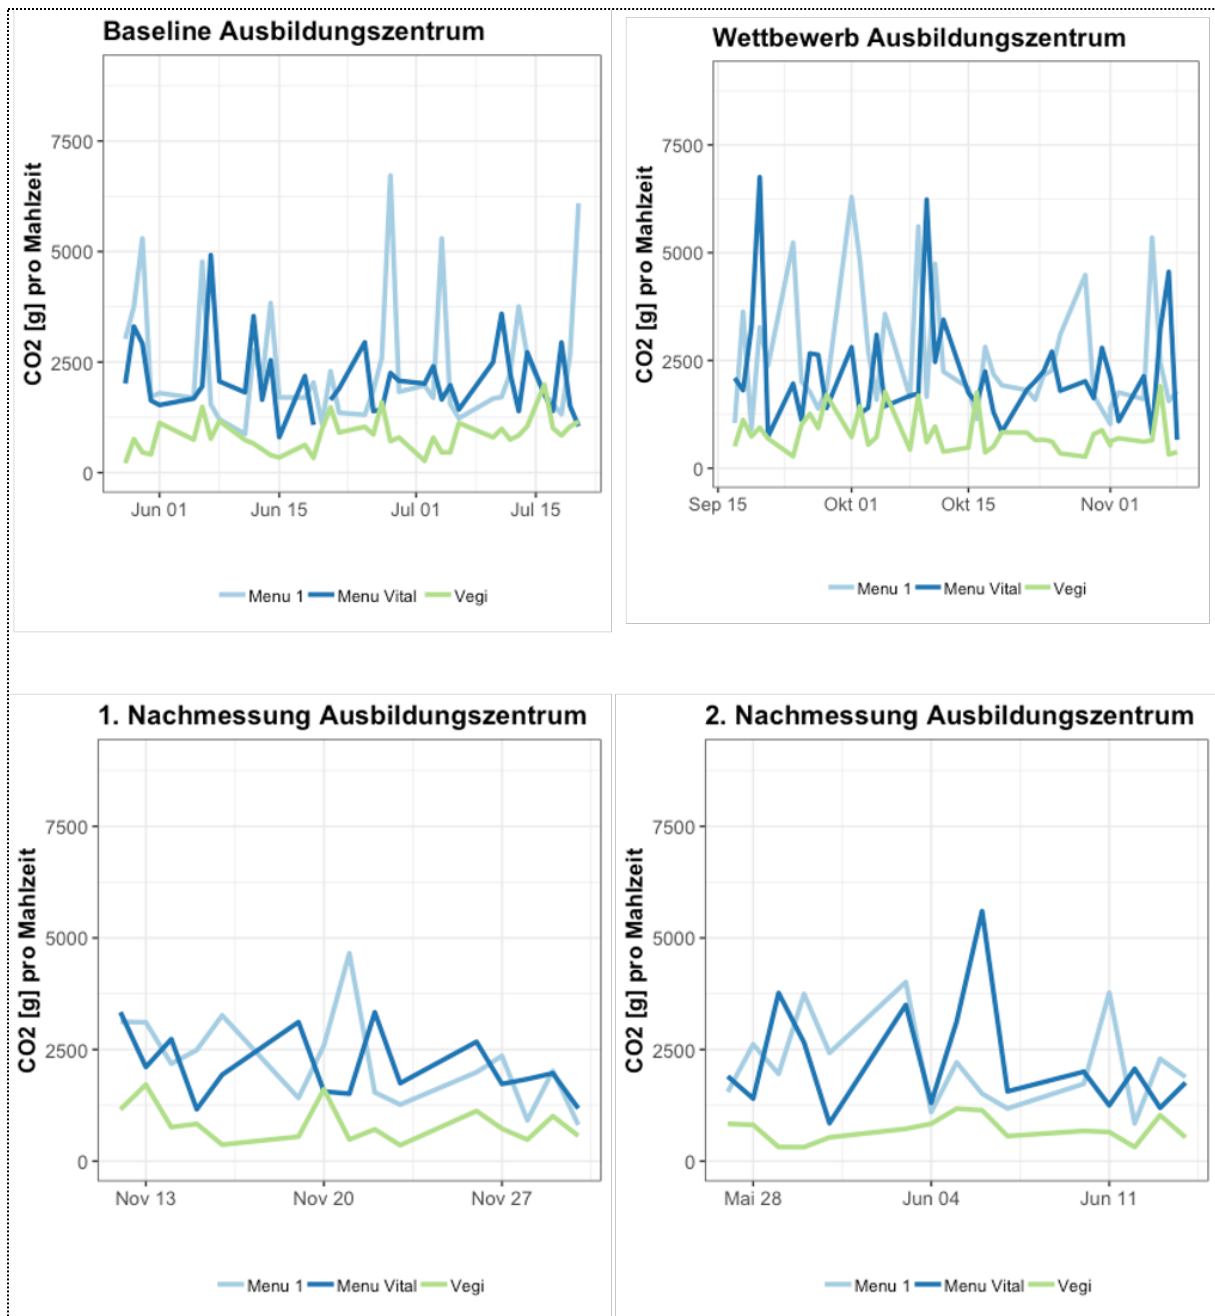 Baseline Ausbildungszentrum
CO2 [g] pro Mahlzeit
7500
5000
2500
0
Jun 01 Jun 15 Jul 01 Jul 15
Menu 1 Menu Vital Vegi
Wettbewerb Ausbildungszentrum
CO2 [g] pro Mahlzeit
7500
5000
2500
0
Sep 15 Okt 01 Okt 15 Nov 01
Menu 1 Menu Vital Vegi
1. Nachmessung Ausbildungszentrum
CO2 [g] pro Mahlzeit
7500
5000
2500
0
Nov 13 Nov 20 Nov 27
Menu 1 Menu Vital Vegi
2. Nachmessung Ausbildungszentrum
CO2 [g] pro Mahlzeit
7500
5000
2500
0
Mai 28 Jun 04 Jun 11
Menu 1 Menu Vital Vegi